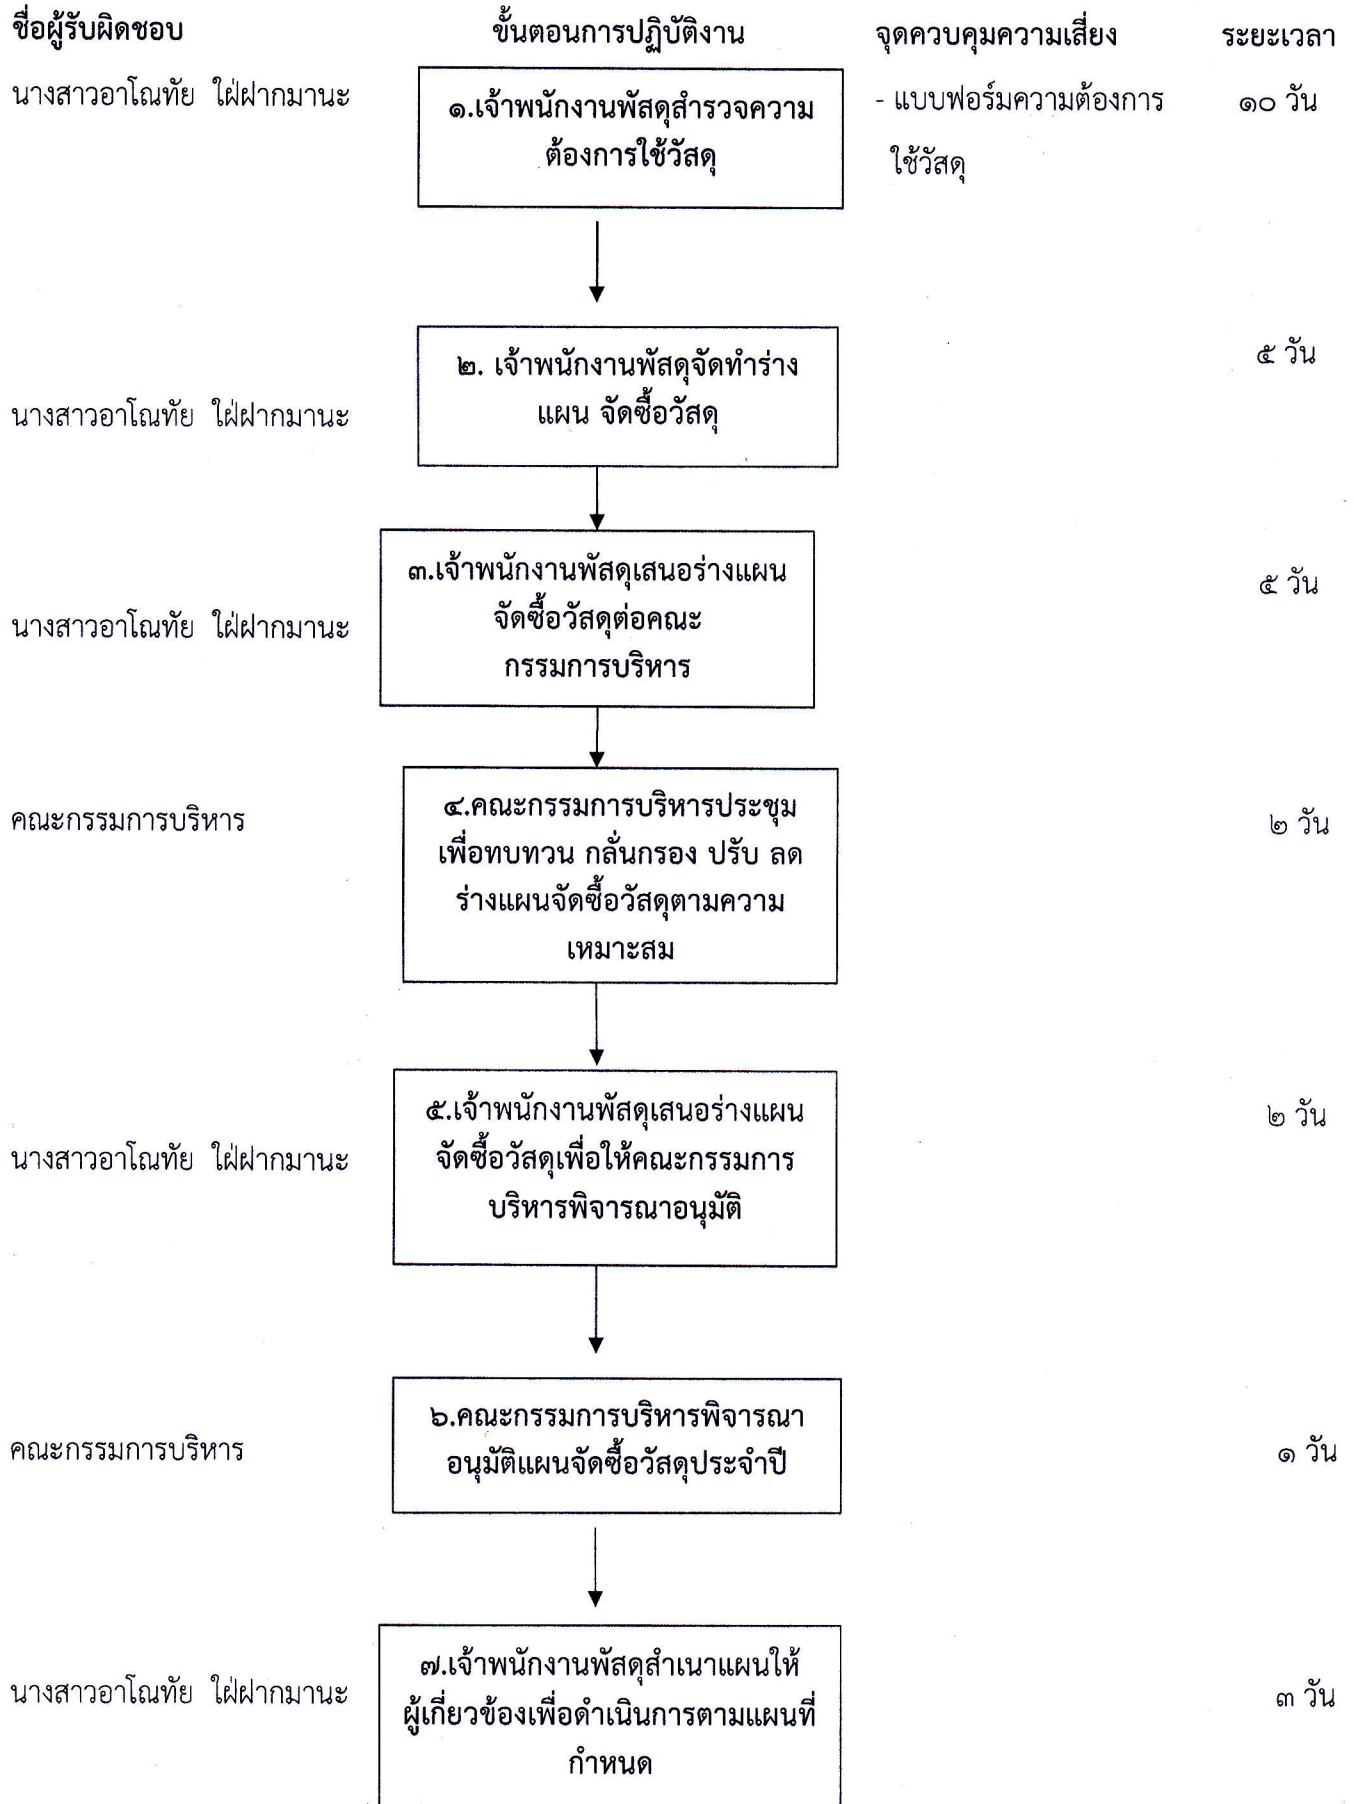 ชื่อผู้รับผิดชอบ ขั้นตอนการปฏิบัติงาน จุดควบคุมความเสี่ยง ระยะเวลา
นางสาวอาโณทัย ใฝ่ฝากมานะ
๑.เจ้าพนักงานพัสดุสำรวจความ
ต้องการใช้วัสดุ
- แบบฟอร์มความต้องการ
ใช้วัสดุ
๑๐ วัน
นางสาวอาโณทัย ใฝ่ฝากมานะ
๒. เจ้าพนักงานพัสดุจัดทำร่าง
แผน จัดซื้อวัสดุ
๕ วัน
นางสาวอาโณทัย ใฝ่ฝากมานะ
๓.เจ้าพนักงานพัสดุเสนอร่างแผน
จัดซื้อวัสดุต่อคณะ
กรรมการบริหาร
๕ วัน
คณะกรรมการบริหาร
๔.คณะกรรมการบริหารประชุม
เพื่อทบทวน กลั่นกรอง ปรับ ลด
ร่างแผนจัดซื้อวัสดุตามความ
เหมาะสม
๒ วัน
นางสาวอาโณทัย ใฝ่ฝากมานะ
๕.เจ้าพนักงานพัสดุเสนอร่างแผน
จัดซื้อวัสดุเพื่อให้คณะกรรมการ
บริหารพิจารณาอนุมัติ
๒ วัน
คณะกรรมการบริหาร
๖.คณะกรรมการบริหารพิจารณา
อนุมัติแผนจัดซื้อวัสดุประจำปี
๑ วัน
นางสาวอาโณทัย ใฝ่ฝากมานะ
๗.เจ้าพนักงานพัสดุสำเนาแผนให้
ผู้เกี่ยวข้องเพื่อดำเนินการตามแผนที่
กำหนด
๓ วัน